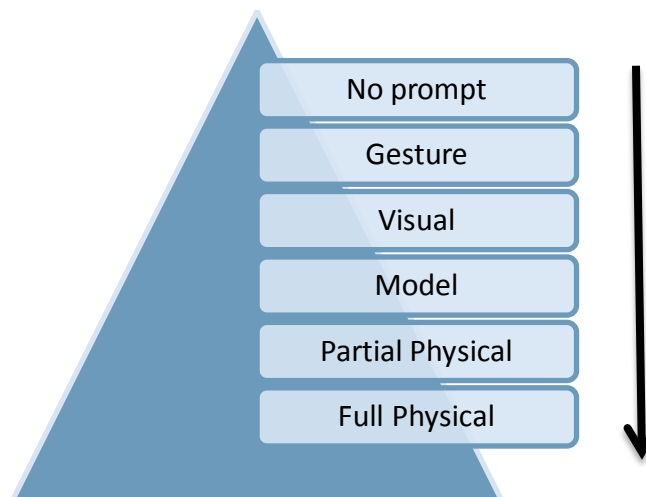 No prompt
Gesture
Visual
Model
Partial Physical
Full Physical